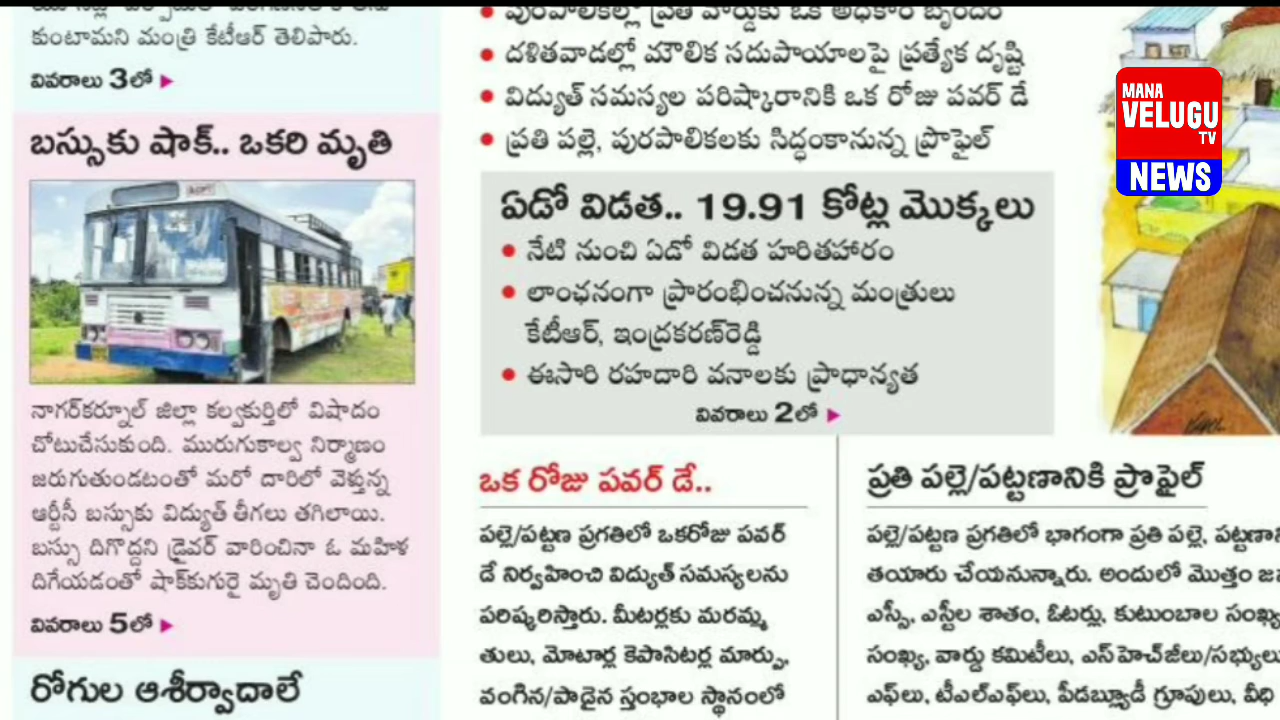 కుంటామని మంత్రి కేటీఆర్ తెలిపారు.
వివరాలు 3లో
బస్సుకు షాక్.. ఒకరి మృతి
నాగర్‌కర్నూల్ జిల్లా కల్వకుర్తిలో విషాదం
చోటుచేసుకుంది. మురుగుకాల్వ నిర్మాణం
జరుగుతుండటంతో మరో దారిలో వెళ్తున్న
ఆర్టీసీ బస్సుకు విద్యుత్ తీగలు తగిలాయి.
బస్సు దిగొద్దని డ్రైవర్ వారించినా ఓ మహిళ
దిగేయడంతో షాక్‌కుగురై మృతి చెందింది.
వివరాలు 5లో
రోగుల ఆశీర్వాదాలే
• పురపాలికల్లో ప్రతి వార్డుకు ఒక అధికార బృందం
• దళితవాడల్లో మౌలిక సదుపాయాలపై ప్రత్యేక దృష్టి
• విద్యుత్ సమస్యల పరిష్కారానికి ఒక రోజు పవర్ డే
• ప్రతి పల్లె, పురపాలికలకు సిద్ధంకానున్న ప్రొఫైల్
ఏడో విడత.. 19.91 కోట్ల మొక్కలు
• నేటి నుంచి ఏడో విడత హరితహారం
• లాంఛనంగా ప్రారంభించనున్న మంత్రులు
కేటీఆర్, ఇంద్రకరణ్‌రెడ్డి
• ఈసారి రహదారి వనాలకు ప్రాధాన్యత
వివరాలు 2లో
ఒక రోజు పవర్ డే..
పల్లె/పట్టణ ప్రగతిలో ఒకరోజు పవర్
డే నిర్వహించి విద్యుత్ సమస్యలను
పరిష్కరిస్తారు. మీటర్లకు మరమ్మ
తులు, మోటార్ల కెపాసిటర్ల మార్పు,
వంగిన/పాడైన స్తంభాల స్థానంలో
ప్రతి పల్లె/పట్టణానికి ప్రొఫైల్
పల్లె/పట్టణ ప్రగతిలో భాగంగా ప్రతి పల్లె,
తయారు చేయనున్నారు. అందులో మొత్తం
ఎస్సీ, ఎస్టీల శాతం, ఓటర్లు, కుటుంబాల సంఖ్య
సంఖ్య, వార్డు కమిటీలు, ఎస్‌హెచ్‌జీలు/సభ్యులు
ఎఫ్‌లు, టీఎల్ఎఫ్‌లు, పీడబ్ల్యూడీ గ్రూపులు, వీధి
MANA
VELUGU
TV
NEWS